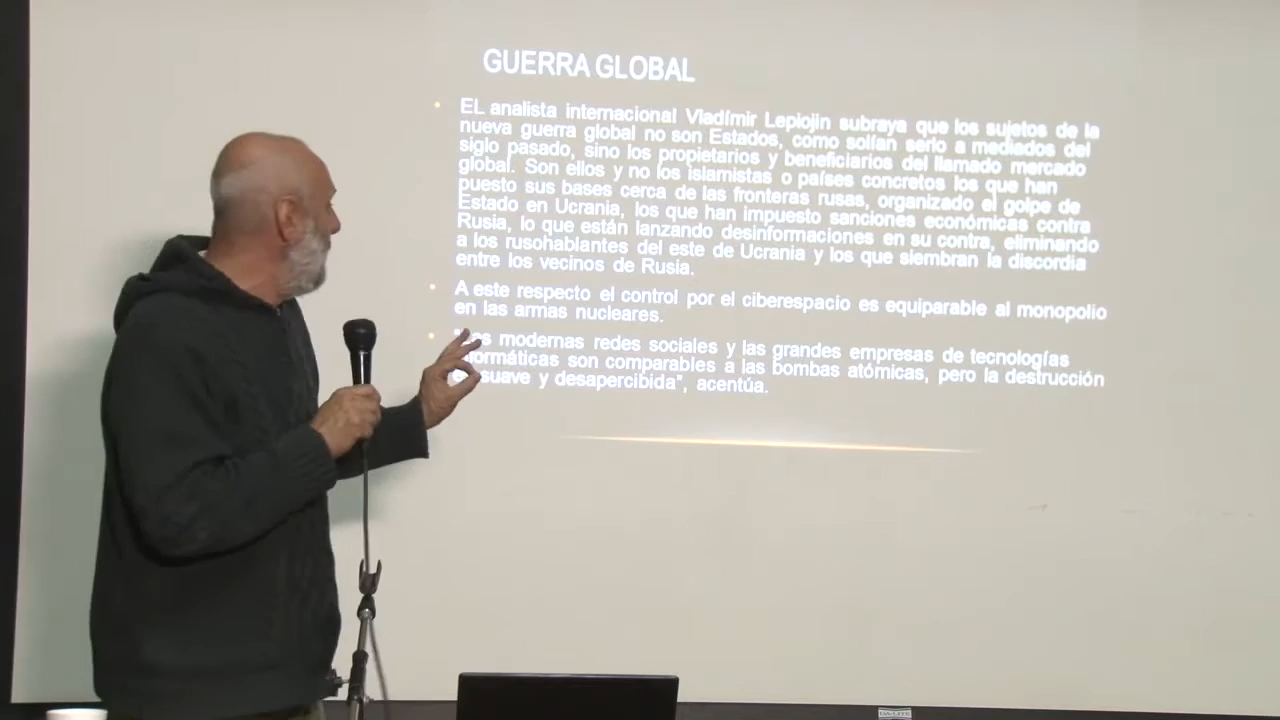 GUERRA GLOBAL
EL analista internacional Vladímir Lepiojin subraya que los sujetos de la
nueva guerra global no son Estados, como solían serlo a mediados del
siglo pasado, sino los propietarios y beneficiarios del llamado mercado
global. Son ellos y no los islamistas o países concretos los que han
puesto sus bases cerca de las fronteras rusas, organizado el golpe de
Estado en Ucrania, los que han impuesto sanciones económicas contra
Rusia, lo que están lanzando desinformaciones en su contra, eliminando
a los rusohablantes del este de Ucrania y los que siembran la discordia
entre los vecinos de Rusia.
A este respecto el control por el ciberespacio es equiparable al monopolio
en las armas nucleares.
modernas redes sociales y las grandes empresas de tecnologías
son comparables a las bombas atómicas, pero la destrucción
suave y desapercibida", acentúa.
DA-LITE